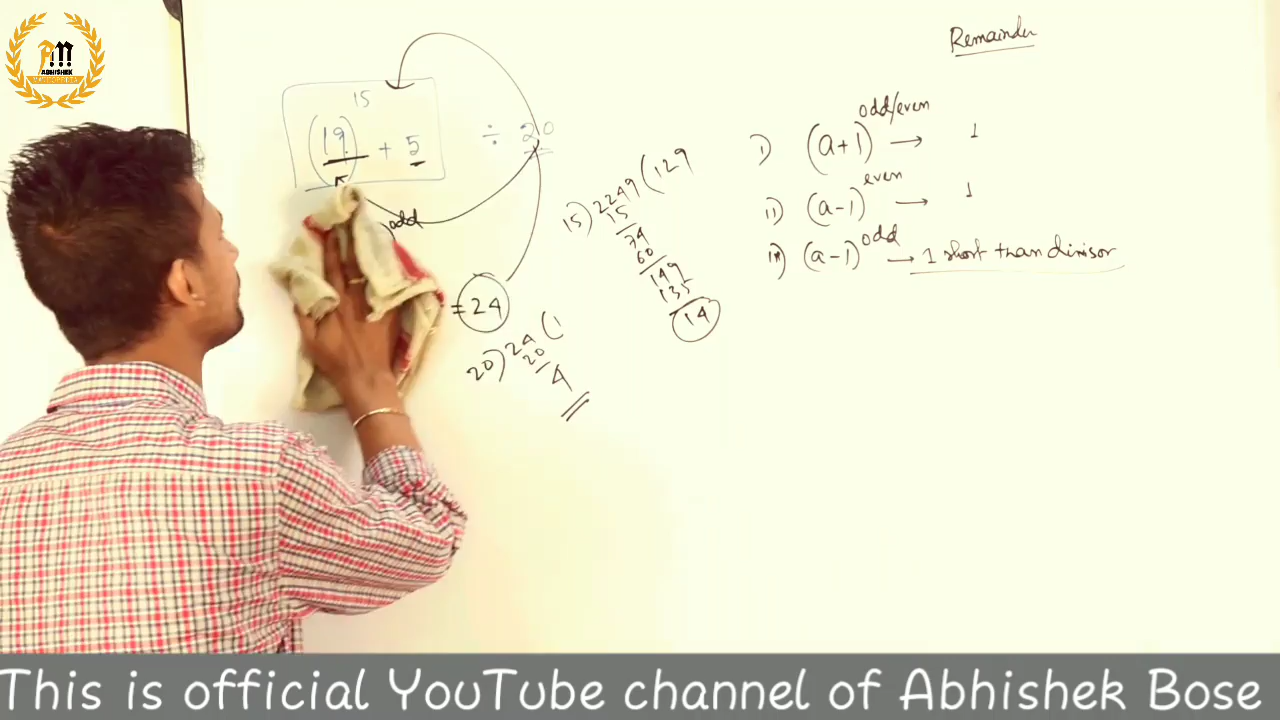 ABHISHEK
Remainder
15
(19) + 5 ÷ 20
odd
= 24
20) 24 (1
20
4
15) 2249 (129
15
74
60
149
135
14
i) (a+1)^odd/even → 1
ii) (a-1)^even → 1
iii) (a-1)^odd → 1 short than divisor
This is official YouTube channel of Abhishek Bose